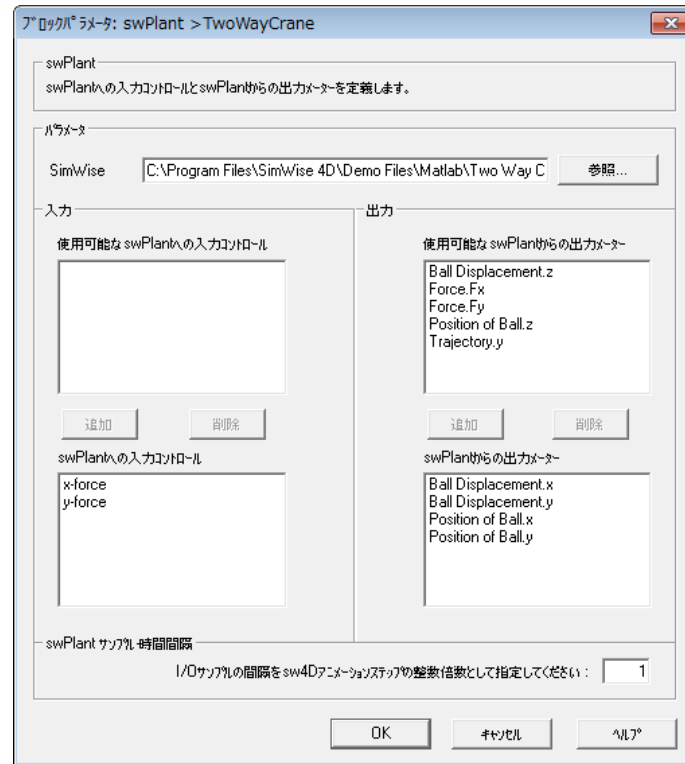 ブロックパラメータ: swPlant >TwoWayCrane
swPlant
swPlantへの入力コントロールとswPlantからの出力メーターを定義します。
パラメータ
SimWise
C:\Program Files\SimWise 4D\Demo Files\Matlab\Two Way C
参照...
入力
使用可能な swPlantへの入力コントロール
追加
削除
swPlantへの入力コントロール
x-force
y-force
出力
使用可能な swPlantからの出力メーター
Ball Displacement.z
Force.Fx
Force.Fy
Position of Ball.z
Trajectory.y
追加
削除
swPlantからの出力メーター
Ball Displacement.x
Ball Displacement.y
Position of Ball.x
Position of Ball.y
swPlant サンプル時間間隔
I/Oサンプルの間隔をsw4Dアニメーションステップの整数倍数として指定してください : 1
OK
キャンセル
ヘルプ